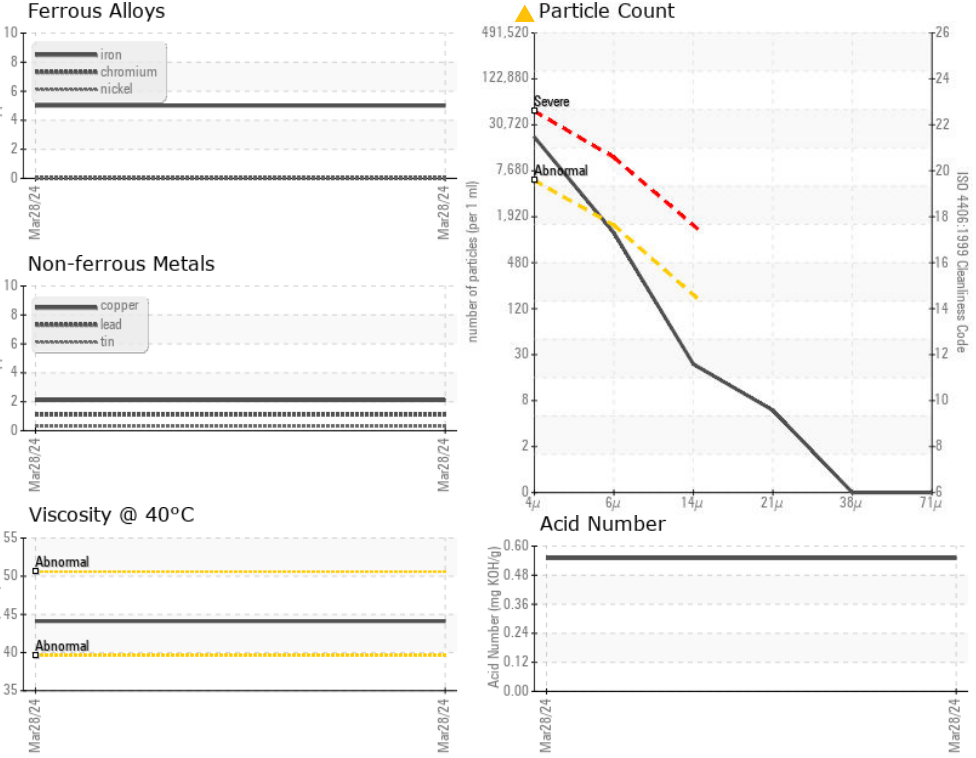 Ferrous Alloys
10
8
6
4
2
0
iron
chromium
nickel
Mar28/24
Mar28/24
Non-ferrous Metals
10
8
6
4
2
0
copper
lead
tin
Mar28/24
Mar28/24
Viscosity @ 40°C
55
50
45
40
35
Abnormal
Abnormal
Mar28/24
Mar28/24
Particle Count
number of particles (per 1 ml)
491,520
122,880
30,720
7,680
1,920
480
120
30
8
2
0
Severe
Abnormal
26
24
22
20
18
16
14
12
10
8
6
ISO 4406:1999 Cleanliness Code
4µ
6µ
14µ
21µ
38µ
71µ
Acid Number
Acid Number (mg KOH/g)
0.60
0.48
0.36
0.24
0.12
0.00
Mar28/24
Mar28/24